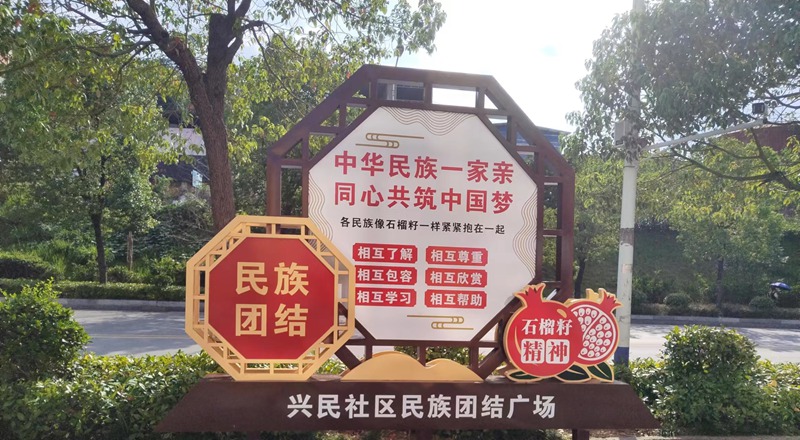 中华民族一家亲
同心共筑中国梦
各民族像石榴籽一样紧紧抱在一起
相互了解 相互尊重
相互包容 相互欣赏
相互学习 相互帮助
民族
团结
石榴籽
精神
兴民社区民族团结广场